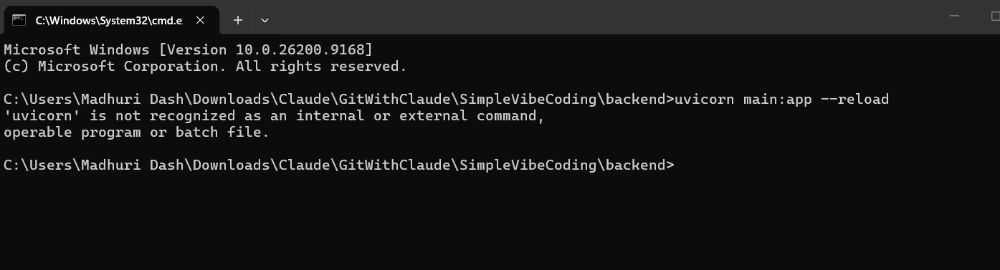 C:\Windows\System32\cmd.e
Microsoft Windows [Version 10.0.26200.9168]
(c) Microsoft Corporation. All rights reserved.
C:\Users\Madhuri Dash\Downloads\Claude\GitWithClaude\SimpleVibeCoding\backend>uvicorn main:app --reload
'uvicorn' is not recognized as an internal or external command,
operable program or batch file.
C:\Users\Madhuri Dash\Downloads\Claude\GitWithClaude\SimpleVibeCoding\backend>